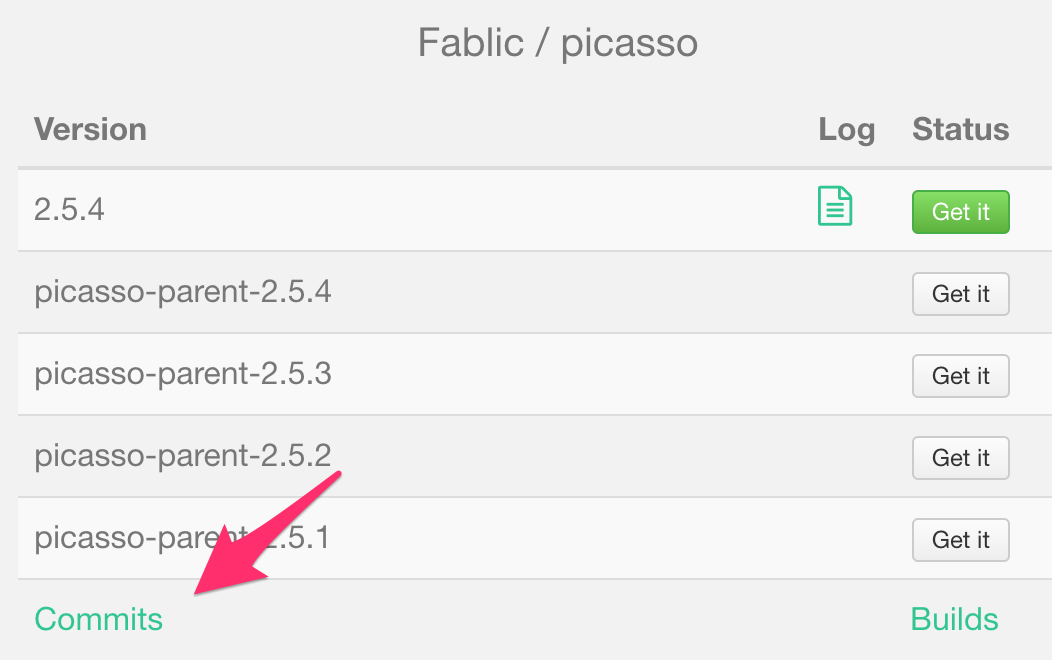 Fablic / picasso
Version Log Status
2.5.4 Get it
picasso-parent-2.5.4 Get it
picasso-parent-2.5.3 Get it
picasso-parent-2.5.2 Get it
picasso-parent-2.5.1 Get it
Commits Builds